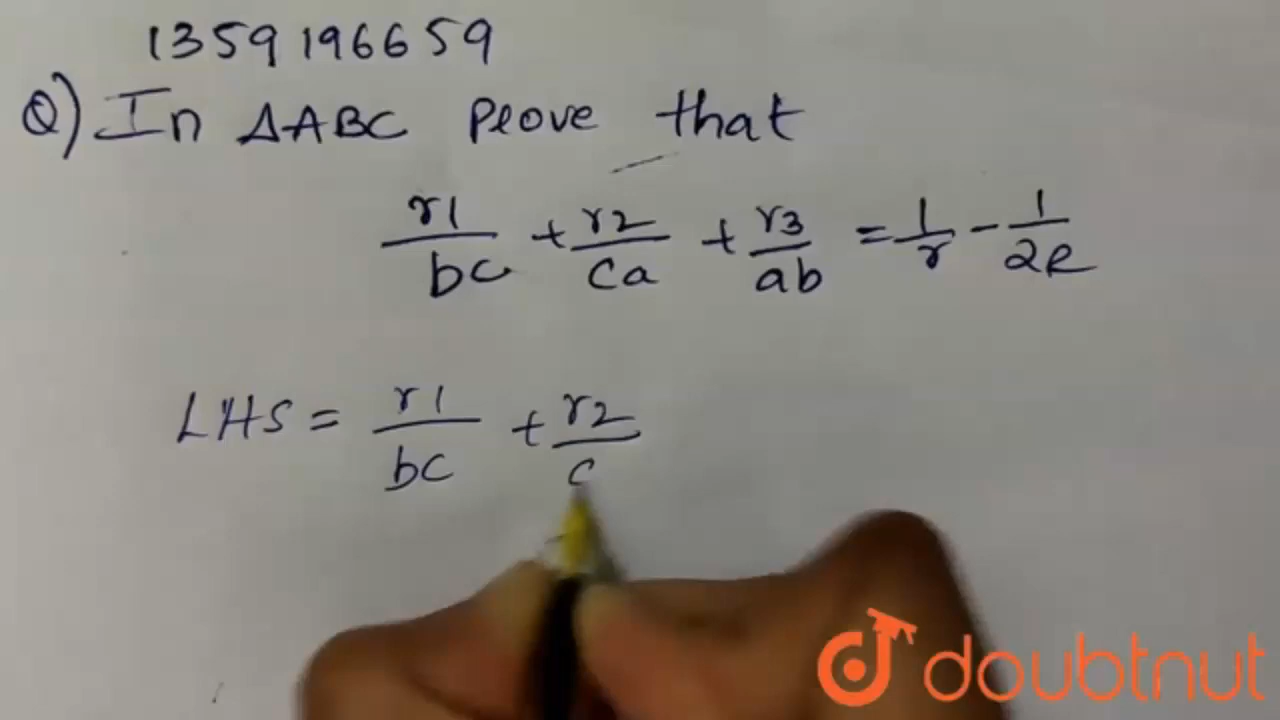 1359196659
Q) In ΔABC Prove that
r1/bc + r2/ca + r3/ab = 1/r - 1/2R
LHS = r1/bc + r2/c
doubtnut